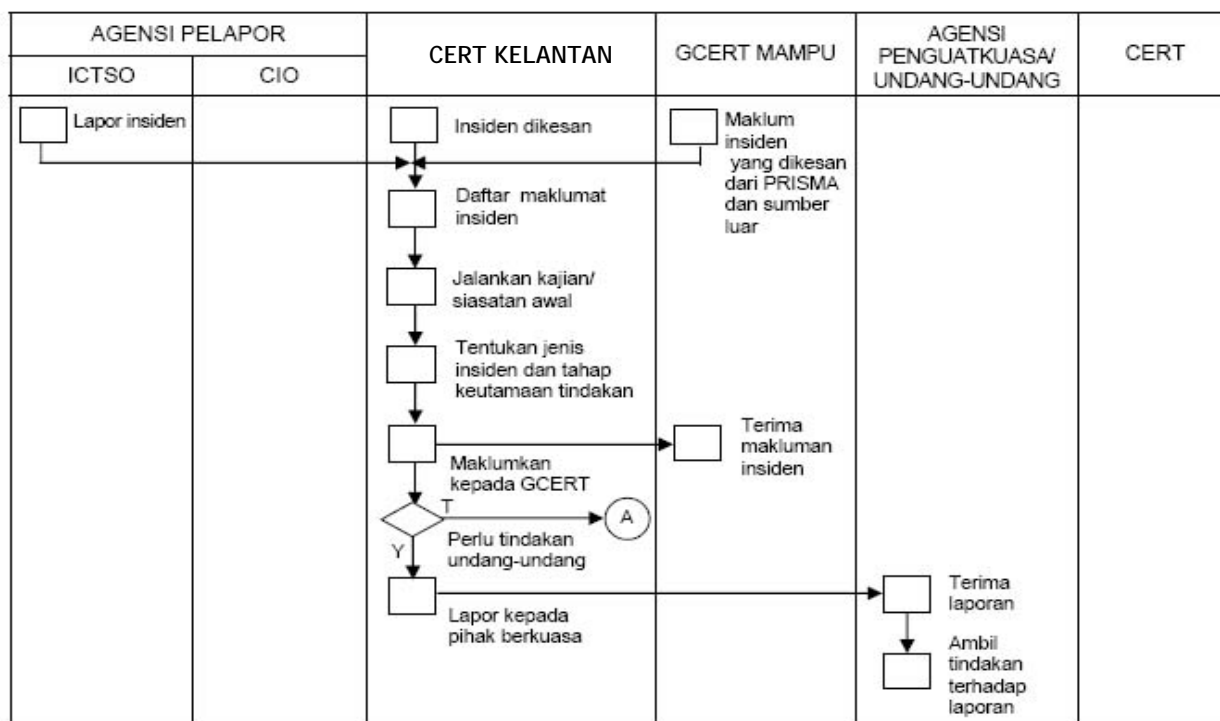 AGENSI PELAPOR
ICTSO
CIO
CERT KELANTAN
GCERT MAMPU
AGENSI
PENGUATKUASA/
UNDANG-UNDANG
CERT
Lapor insiden
Insiden dikesan
Maklum
insiden
yang dikesan
dari PRISMA
dan sumber
luar
Daftar maklumat
insiden
Jalankan kajian/
siasatan awal
Tentukan jenis
insiden dan tahap
keutamaan tindakan
Maklumkan
kepada GCERT
Terima
makluman
insiden
T
A
Y
Perlu tindakan
undang-undang
Lapor kepada
pihak berkuasa
Terima
laporan
Ambil
tindakan
terhadap
laporan